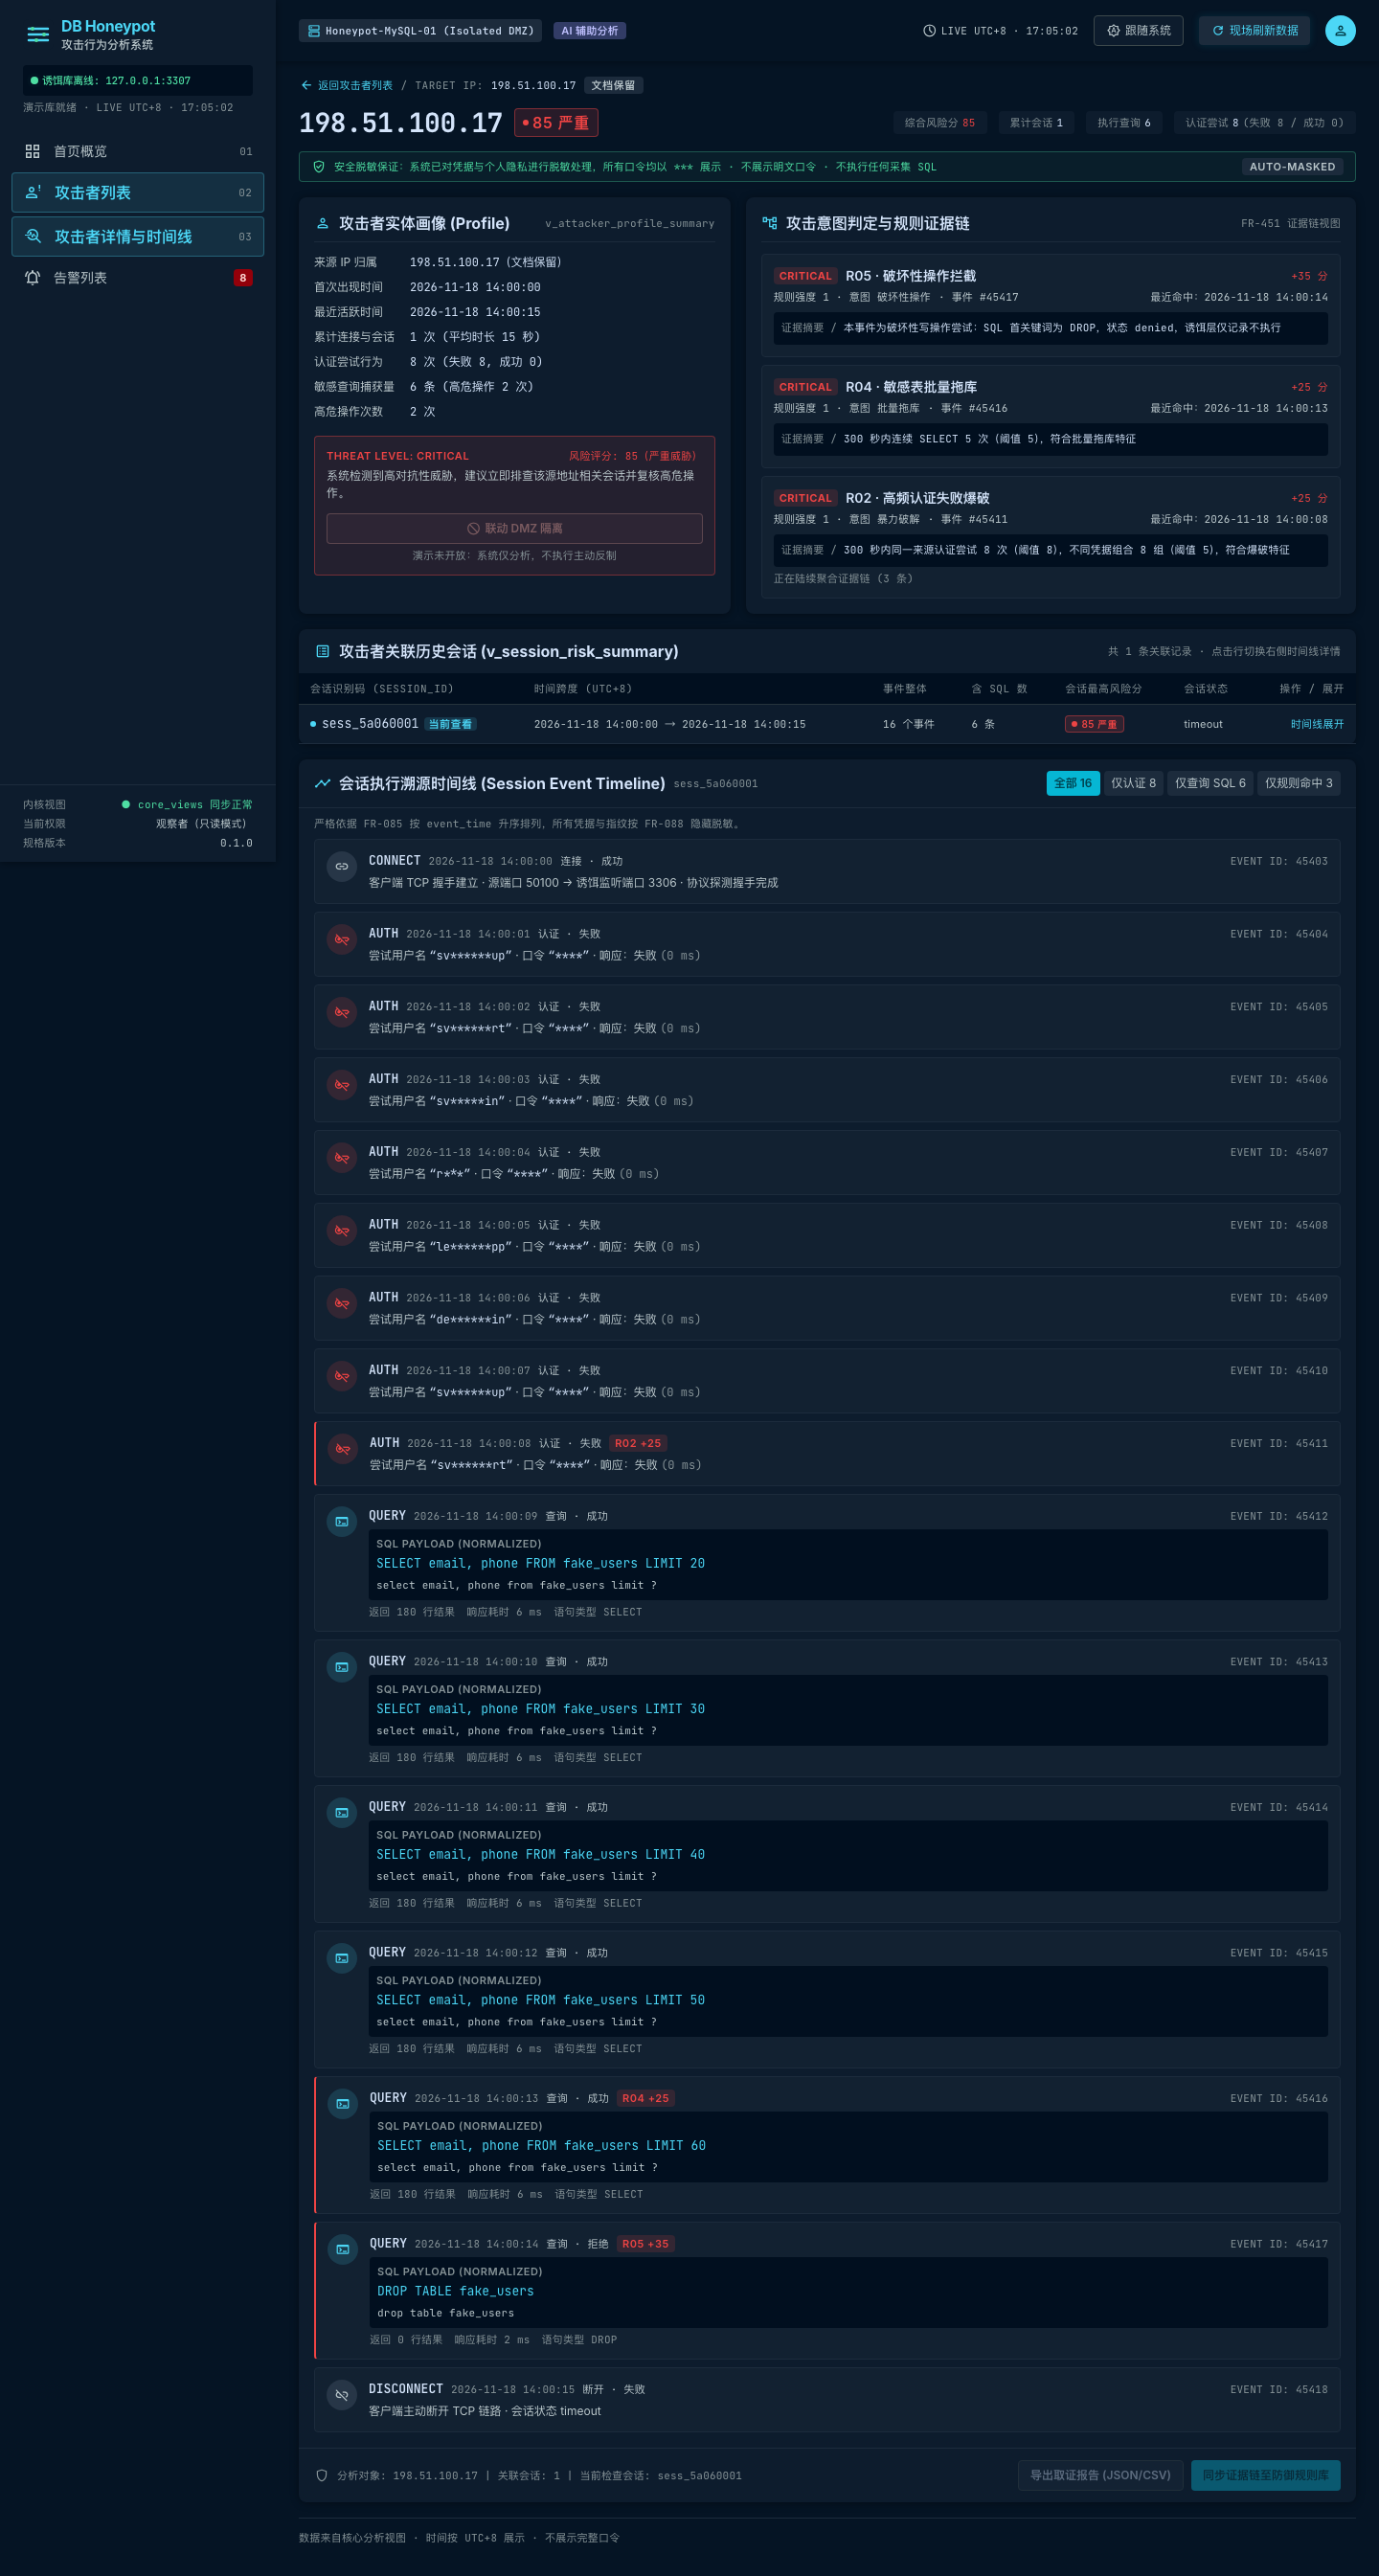 DB Honeypot
攻击行为分析系统
诱饵库离线: 127.0.0.1:3307
演示库就绪 · LIVE UTC+8 · 17:05:02
首页概览 01
攻击者列表 02
攻击者详情与时间线 03
告警列表 8
内核视图 core_views 同步正常
当前权限 观察者（只读模式）
规格版本 0.1.0
Honeypot-MySQL-01 (Isolated DMZ) AI 辅助分析 LIVE UTC+8 · 17:05:02 跟随系统 现场刷新数据
返回攻击者列表 / TARGET IP: 198.51.100.17 文档保留
198.51.100.17 85 严重 综合风险分 85 累计会话 1 执行查询 6 认证尝试 8 (失败 8 / 成功 0)
安全脱敏保证：系统已对凭据与个人隐私进行脱敏处理，所有口令均以 *** 展示 · 不展示明文口令 · 不执行任何采集 SQL AUTO-MASKED
攻击者实体画像 (Profile) v_attacker_profile_summary
来源 IP 归属 198.51.100.17（文档保留）
首次出现时间 2026-11-18 14:00:00
最近活跃时间 2026-11-18 14:00:15
累计连接与会话 1 次 (平均时长 15 秒)
认证尝试行为 8 次 (失败 8, 成功 0)
敏感查询捕获量 6 条 (高危操作 2 次)
高危操作次数 2 次
THREAT LEVEL: CRITICAL 风险评分: 85（严重威胁）
系统检测到高对抗性威胁，建议立即排查该源地址相关会话并复核高危操
作。
联动 DMZ 隔离
演示未开放：系统仅分析，不执行主动反制
攻击意图判定与规则证据链 FR-451 证据链视图
CRITICAL R05 · 破坏性操作拦截 +35 分
规则强度 1 · 意图 破坏性操作 · 事件 #45417 最近命中：2026-11-18 14:00:14
证据摘要 / 本事件为破坏性写操作尝试：SQL 首关键词为 DROP，状态 denied，诱饵层仅记录不执行
CRITICAL R04 · 敏感表批量拖库 +25 分
规则强度 1 · 意图 批量拖库 · 事件 #45416 最近命中：2026-11-18 14:00:13
证据摘要 / 300 秒内连续 SELECT 5 次（阈值 5），符合批量拖库特征
CRITICAL R02 · 高频认证失败爆破 +25 分
规则强度 1 · 意图 暴力破解 · 事件 #45411 最近命中：2026-11-18 14:00:08
证据摘要 / 300 秒内同一来源认证尝试 8 次（阈值 8），不同凭据组合 8 组（阈值 5），符合爆破特征
正在陆续聚合证据链 (3 条)
攻击者关联历史会话 (v_session_risk_summary) 共 1 条关联记录 · 点击行切换右侧时间线详情
会话识别码 (SESSION_ID) 时间跨度 (UTC+8) 事件整体 含 SQL 数 会话最高风险分 会话状态 操作 / 展开
sess_5a060001 当前查看 2026-11-18 14:00:00 → 2026-11-18 14:00:15 16 个事件 6 条 85 严重 timeout 时间线展开
会话执行溯源时间线 (Session Event Timeline) sess_5a060001 全部 16 仅认证 8 仅查询 SQL 6 仅规则命中 3
严格依据 FR-085 按 event_time 升序排列，所有凭据与指纹按 FR-088 隐藏脱敏。
CONNECT 2026-11-18 14:00:00 连接 · 成功 EVENT ID: 45403
客户端 TCP 握手建立 · 源端口 50100 → 诱饵监听端口 3306 · 协议探测握手完成
AUTH 2026-11-18 14:00:01 认证 · 失败 EVENT ID: 45404
尝试用户名 “sv******up” · 口令 “****” · 响应：失败 (0 ms)
AUTH 2026-11-18 14:00:02 认证 · 失败 EVENT ID: 45405
尝试用户名 “sv******rt” · 口令 “****” · 响应：失败 (0 ms)
AUTH 2026-11-18 14:00:03 认证 · 失败 EVENT ID: 45406
尝试用户名 “sv*****in” · 口令 “****” · 响应：失败 (0 ms)
AUTH 2026-11-18 14:00:04 认证 · 失败 EVENT ID: 45407
尝试用户名 “r***” · 口令 “****” · 响应：失败 (0 ms)
AUTH 2026-11-18 14:00:05 认证 · 失败 EVENT ID: 45408
尝试用户名 “le******pp” · 口令 “****” · 响应：失败 (0 ms)
AUTH 2026-11-18 14:00:06 认证 · 失败 EVENT ID: 45409
尝试用户名 “de******in” · 口令 “****” · 响应：失败 (0 ms)
AUTH 2026-11-18 14:00:07 认证 · 失败 EVENT ID: 45410
尝试用户名 “sv******up” · 口令 “****” · 响应：失败 (0 ms)
AUTH 2026-11-18 14:00:08 认证 · 失败 R02 +25 EVENT ID: 45411
尝试用户名 “sv******rt” · 口令 “****” · 响应：失败 (0 ms)
QUERY 2026-11-18 14:00:09 查询 · 成功 EVENT ID: 45412
SQL PAYLOAD (NORMALIZED)
SELECT email, phone FROM fake_users LIMIT 20
select email, phone from fake_users limit ?
返回 180 行结果 响应耗时 6 ms 语句类型 SELECT
QUERY 2026-11-18 14:00:10 查询 · 成功 EVENT ID: 45413
SQL PAYLOAD (NORMALIZED)
SELECT email, phone FROM fake_users LIMIT 30
select email, phone from fake_users limit ?
返回 180 行结果 响应耗时 6 ms 语句类型 SELECT
QUERY 2026-11-18 14:00:11 查询 · 成功 EVENT ID: 45414
SQL PAYLOAD (NORMALIZED)
SELECT email, phone FROM fake_users LIMIT 40
select email, phone from fake_users limit ?
返回 180 行结果 响应耗时 6 ms 语句类型 SELECT
QUERY 2026-11-18 14:00:12 查询 · 成功 EVENT ID: 45415
SQL PAYLOAD (NORMALIZED)
SELECT email, phone FROM fake_users LIMIT 50
select email, phone from fake_users limit ?
返回 180 行结果 响应耗时 6 ms 语句类型 SELECT
QUERY 2026-11-18 14:00:13 查询 · 成功 R04 +25 EVENT ID: 45416
SQL PAYLOAD (NORMALIZED)
SELECT email, phone FROM fake_users LIMIT 60
select email, phone from fake_users limit ?
返回 180 行结果 响应耗时 6 ms 语句类型 SELECT
QUERY 2026-11-18 14:00:14 查询 · 拒绝 R05 +35 EVENT ID: 45417
SQL PAYLOAD (NORMALIZED)
DROP TABLE fake_users
drop table fake_users
返回 0 行结果 响应耗时 2 ms 语句类型 DROP
DISCONNECT 2026-11-18 14:00:15 断开 · 失败 EVENT ID: 45418
客户端主动断开 TCP 链路 · 会话状态 timeout
分析对象: 198.51.100.17 | 关联会话: 1 | 当前检查会话: sess_5a060001 导出取证报告 (JSON/CSV) 同步证据链至防御规则库
数据来自核心分析视图 · 时间按 UTC+8 展示 · 不展示完整口令